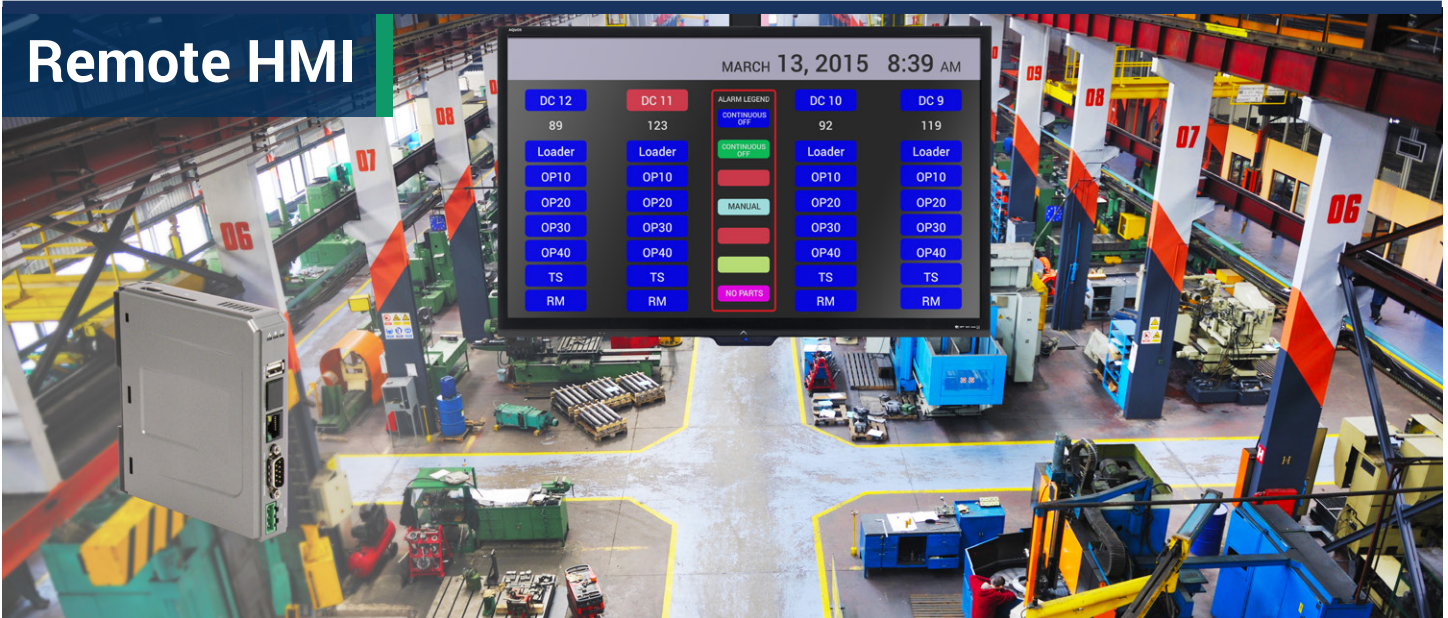 Remote HMI
AQUOS
MARCH 13, 2015 8:39 AM
DC 12 DC 11 ALARM LEGEND DC 10 DC 9
89 123 CONTINUOUS OFF 92 119
Loader Loader CONTINUOUS OFF Loader Loader
OP10 OP10 OP10 OP10
OP20 OP20 MANUAL OP20 OP20
OP30 OP30 OP30 OP30
OP40 OP40 OP40 OP40
TS TS TS TS
RM RM NO PARTS RM RM
09
08
08
07
07
06
06
H
H